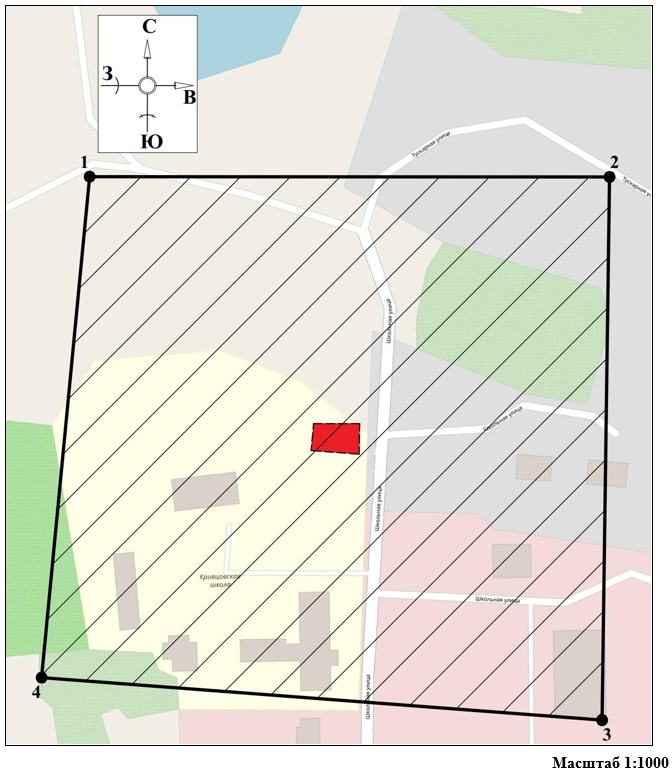 С
З
В
Ю
1
2
Тускарная улица
Тускарная у
Школьная улица
Школьная улица
Кривцовская
школа
Школьная улица
Школьная улица
4
3
Масштаб 1:1000